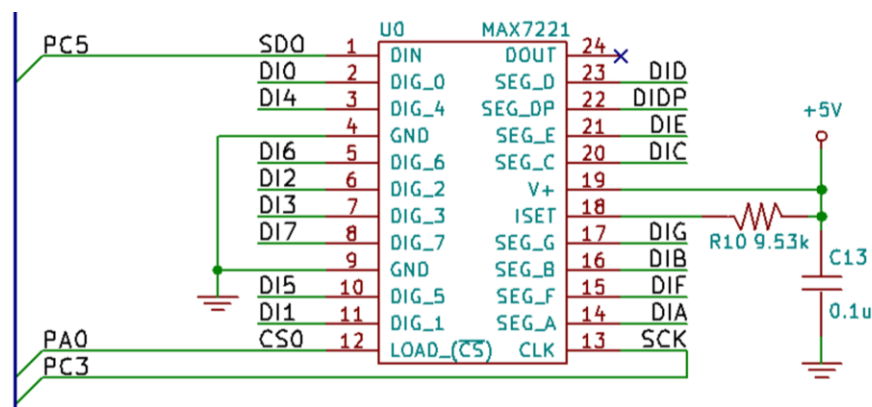 U0 MAX7221
PC5 SD0 1 DIN DOUT 24
DI0 2 DIG_0 SEG_D 23 DID
DI4 3 DIG_4 SEG_DP 22 DIDP
4 GND SEG_E 21 DIE
+5V
DI6 5 DIG_6 SEG_C 20 DIC
DI2 6 DIG_2 V+ 19
DI3 7 DIG_3 ISET 18
R10 9.53k
DI7 8 DIG_7 SEG_G 17 DIG
9 GND SEG_B 16 DIB
C13
DI5 10 DIG_5 SEG_F 15 DIF
0.1u
DI1 11 DIG_1 SEG_A 14 DIA
PA0 CS0 12 LOAD_(CS) CLK 13 SCK
PC3